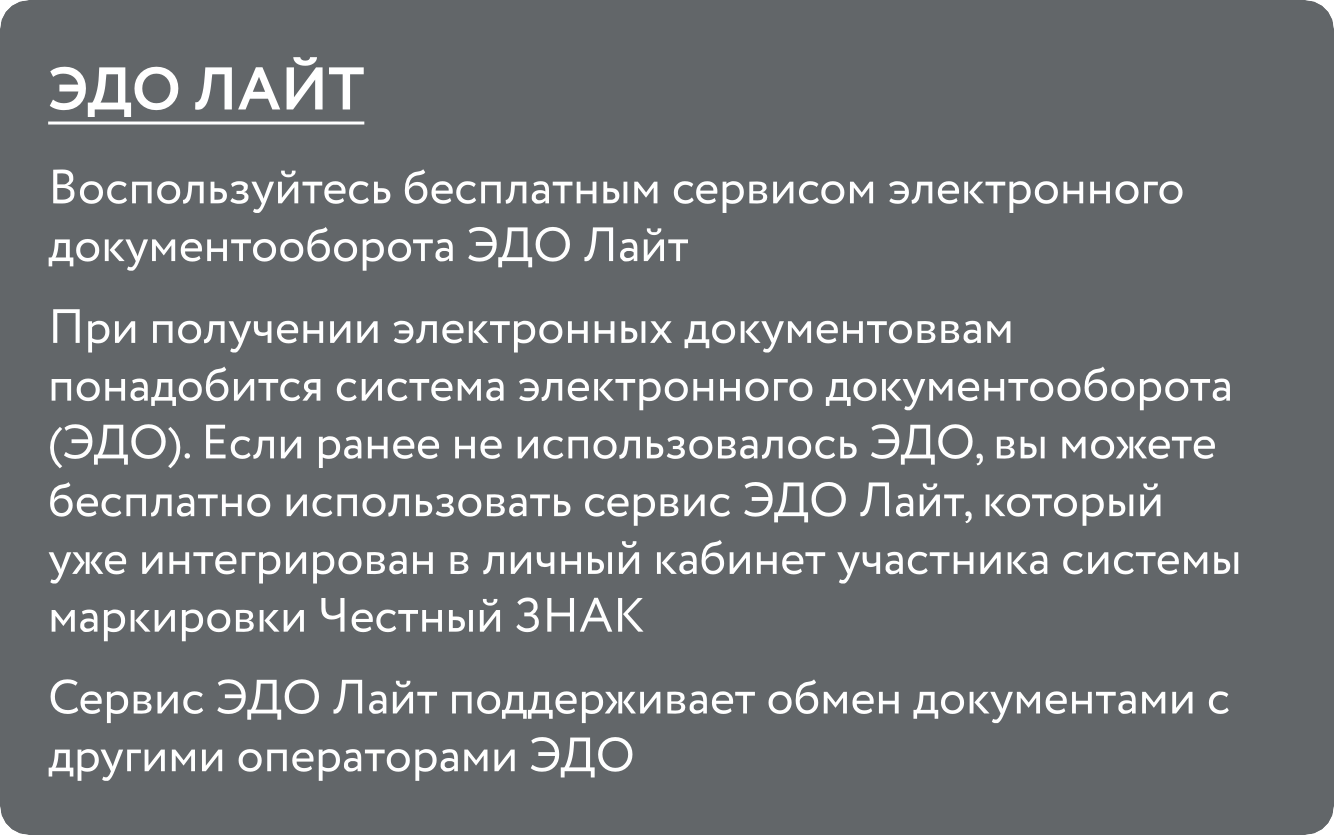 ЭДО ЛАЙТ
Воспользуйтесь бесплатным сервисом электронного
документооборота ЭДО Лайт
При получении электронных документоввам
понадобится система электронного документооборота
(ЭДО). Если ранее не использовалось ЭДО, вы можете
бесплатно использовать сервис ЭДО Лайт, который
уже интегрирован в личный кабинет участника системы
маркировки Честный ЗНАК
Сервис ЭДО Лайт поддерживает обмен документами с
другими операторами ЭДО